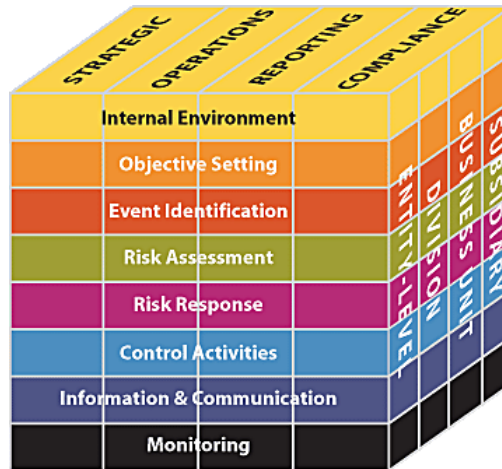 STRATEGIC
OPERATIONS
REPORTING
COMPLIANCE
Internal Environment
Objective Setting
Event Identification
Risk Assessment
Risk Response
Control Activities
Information & Communication
Monitoring
ENTITY-LEVEL
DIVISION
BUSINESS UNIT
SUBSIDIARY